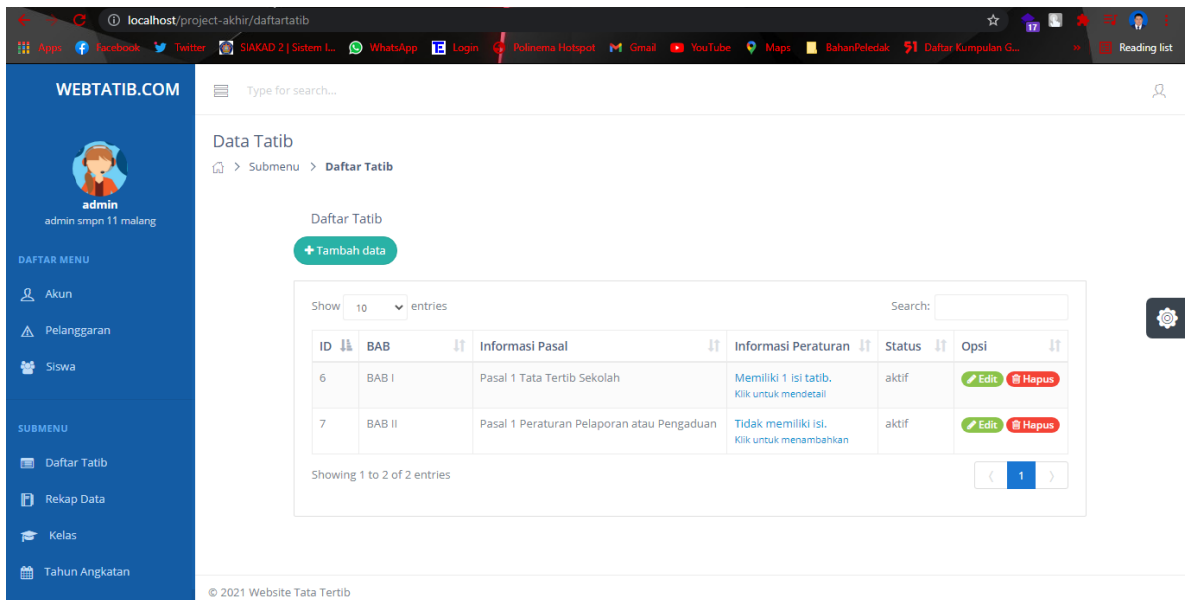 localhost/project-akhir/daftartatib
17
Apps Facebook Twitter SIAKAD 2 | Sistem I... WhatsApp Login Polinema Hotspot Gmail YouTube Maps BahanPeledak 51 Daftar Kumpulan G... » Reading list
WEBTATIB.COM
Type for search...
Data Tatib
> Submenu > Daftar Tatib
admin
admin smpn 11 malang
Daftar Tatib
+ Tambah data
DAFTAR MENU
Akun
Pelanggaran
Siswa
Show 10 entries Search:
ID BAB Informasi Pasal Informasi Peraturan Status Opsi
6 BAB I Pasal 1 Tata Tertib Sekolah Memiliki 1 isi tatib. aktif Edit Hapus
Klik untuk mendetail
7 BAB II Pasal 1 Peraturan Pelaporan atau Pengaduan Tidak memiliki isi. aktif Edit Hapus
Klik untuk menambahkan
Showing 1 to 2 of 2 entries 1
SUBMENU
Daftar Tatib
Rekap Data
Kelas
Tahun Angkatan
© 2021 Website Tata Tertib